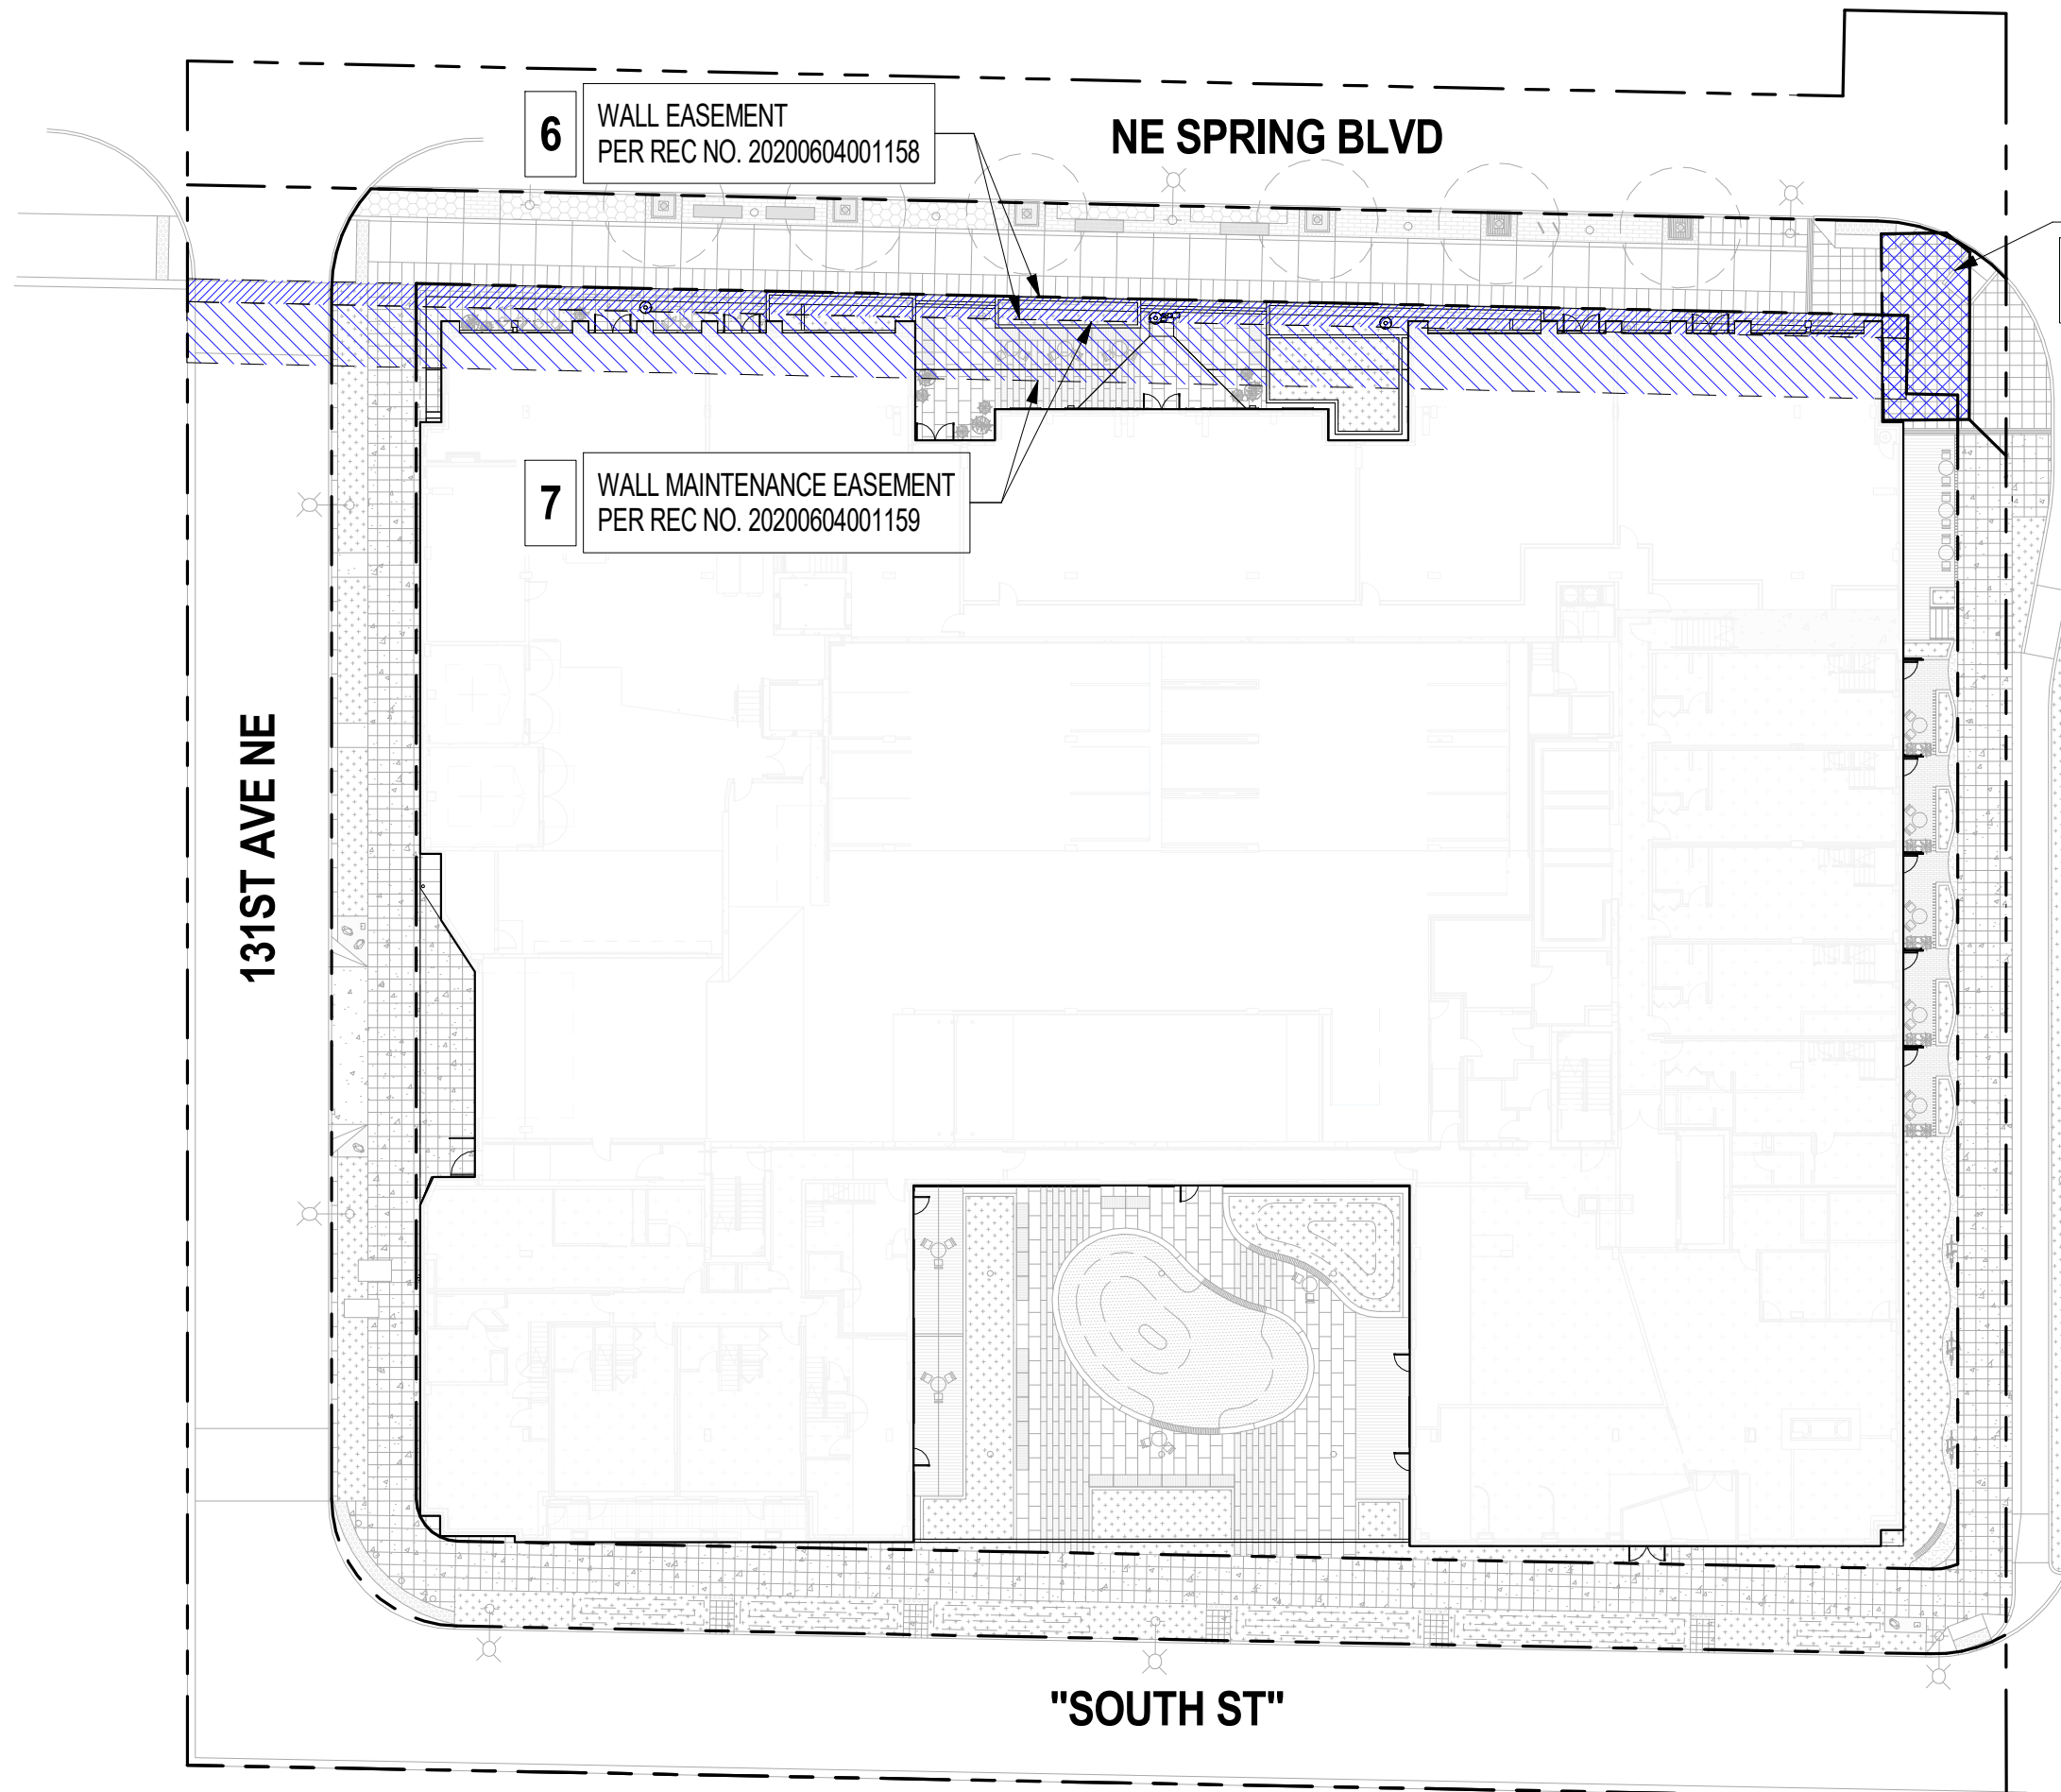 6
WALL EASEMENT
PER REC NO. 20200604001158
NE SPRING BLVD
7
WALL MAINTENANCE EASEMENT
PER REC NO. 20200604001159
131ST AVE NE
"SOUTH ST"